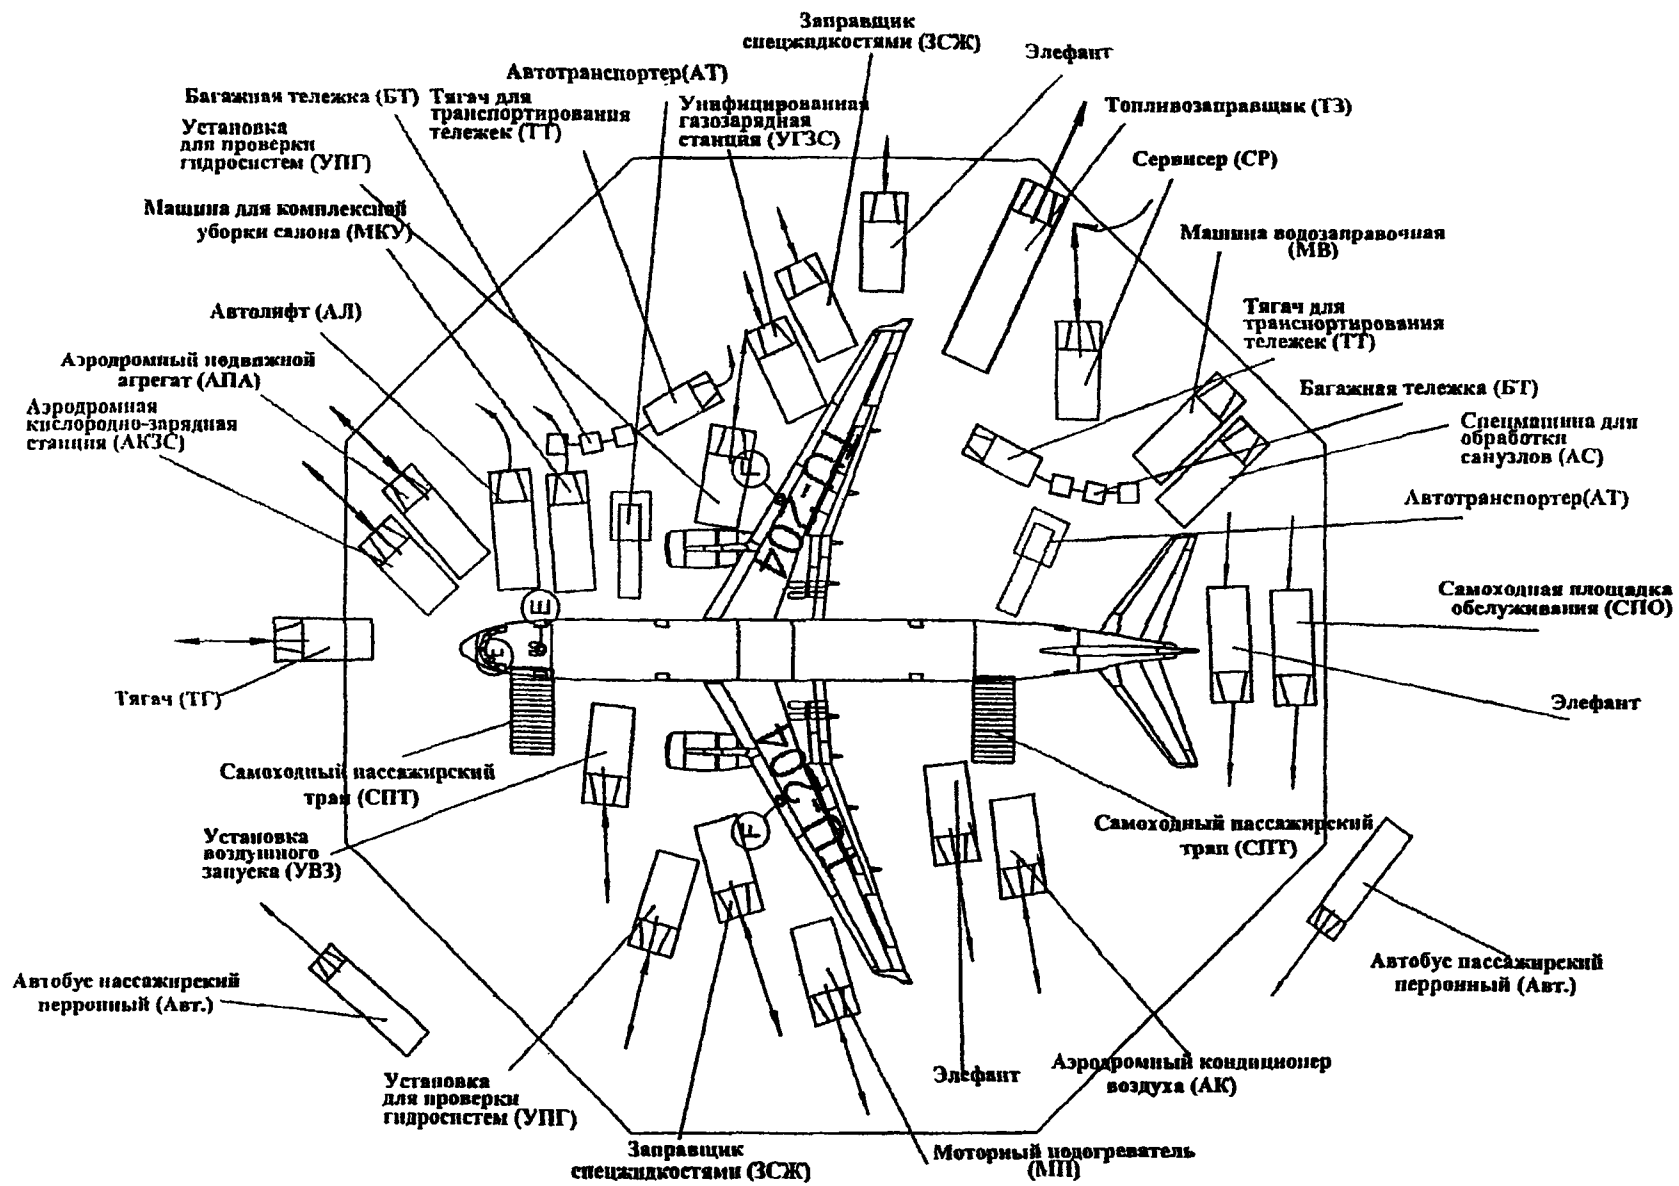 Заправщик
спецжидкостями (ЗСЖ)
Элефант
Автотранспортер(АТ)
Багажная тележка (БТ)
Тягач для
транспортирования
тележек (ТТ)
Унифицированная
газозарядная
станция (УГЗС)
Топливозаправщик (ТЗ)
Установка
для проверки
гидросистем (УПГ)
Сервисер (СР)
Машина для комплексной
уборки салона (МКУ)
Машина водозаправочная
(МВ)
Автолифт (АЛ)
Тягач для
транспортирования
тележек (ТТ)
Аэродромный подвижной
агрегат (АПА)
Багажная тележка (БТ)
Аэродромная
кислородно-зарядная
станция (АКЗС)
Спецмашина для
обработки
санузлов (АС)
Автотранспортер(АТ)
Г
Ш
Е
Самоходная площадка
обслуживания (СПО)
Тягач (ТГ)
Элефант
Самоходный пассажирский
трап (СПТ)
Установка
воздушного
запуска (УВЗ)
Самоходный пассажирский
трап (СПТ)
Автобус пассажирский
перронный (Авт.)
Автобус пассажирский
перронный (Авт.)
Установка
для проверки
гидросистем (УПГ)
Элефант
Аэродромный кондиционер
воздуха (АК)
Заправщик
спецжидкостями (ЗСЖ)
Моторный подогреватель
(МП)